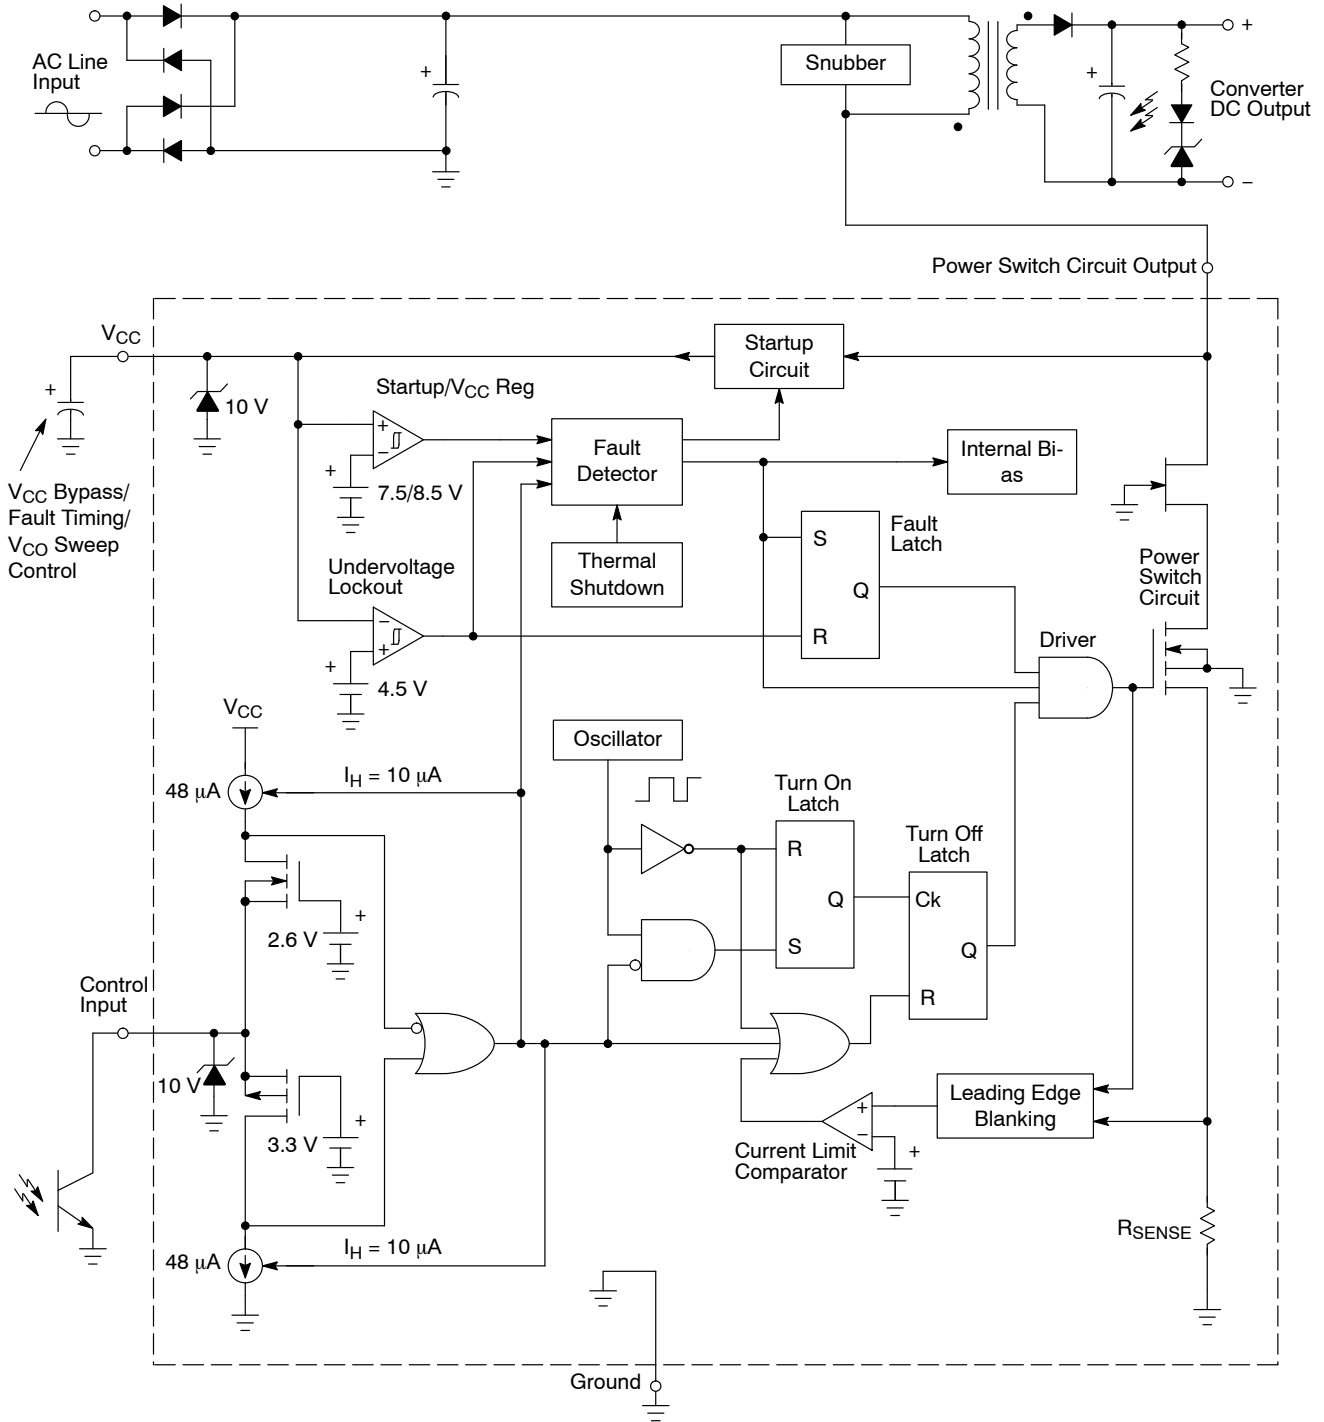 AC Line
Input
+
Snubber
+
+
Converter
DC Output
−
Power Switch Circuit Output
VCC
+
VCC Bypass/
Fault Timing/
VCO Sweep
Control
10 V
Startup/VCC Reg
+
−
+
7.5/8.5 V
Startup
Circuit
Fault
Detector
Internal Bi-
as
Thermal
Shutdown
Fault
Latch
S
Q
R
Undervoltage
Lockout
−
+
+
4.5 V
Power
Switch
Circuit
Driver
VCC
48 μA
IH = 10 μA
Oscillator
Turn On
Latch
R
Q
S
Turn Off
Latch
Ck
Q
R
+
2.6 V
Control
Input
10 V
+
3.3 V
Leading Edge
Blanking
+
−
+
Current Limit
Comparator
RSENSE
48 μA
IH = 10 μA
Ground